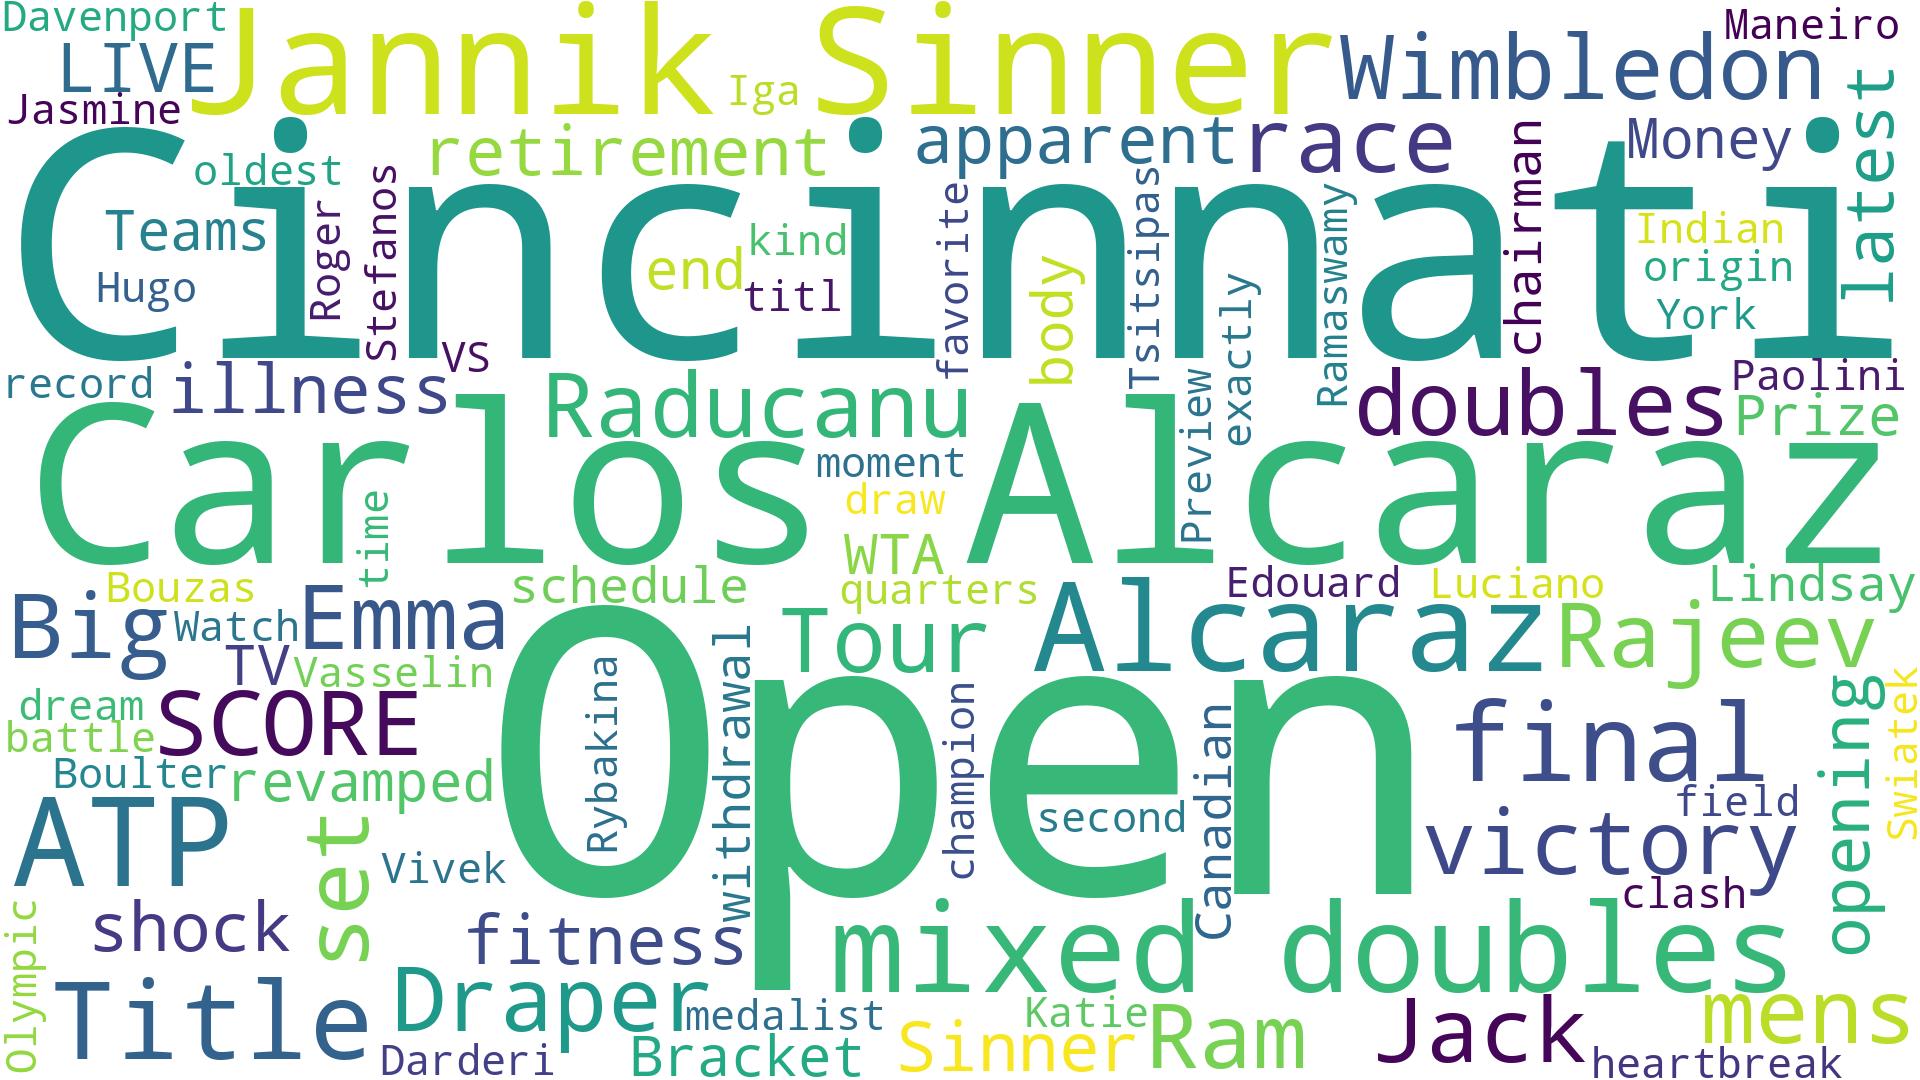 Davenport
Jannik Sinner
Maneiro
LIVE
Iga
Wimbledon
Jasmine
Cincinnati
retirement
apparent
race
chairman
Money
latest
oldest
Teams
Roger
Stefanos
kind
favorite
body
Tsitsipas
exactly
Ramaswamy
Indian
Hugo
end
titl
origin
York
VS
record
illness
Raducanu
Preview
doubles
Paolini
Prize
Carlos Alcaraz
moment
draw
time
WTA
Bouzas
schedule
quarters
Edouard
Luciano
Lindsay
Big
Watch
Emma
Tour
Alcaraz
Rajeev
TV
Vasselin
Open
Rybakina
withdrawal
champion
Canadian
final
opening
Swiatek
dream
battle
SCORE
Boulter
revamped
second
field
ATP
set
Vivek
victory
clash
Olympic
shock
fitness
mixed doubles
Title
Draper
medalist
Katie
Ram
Jack
mens
Darderi
Bracket
Sinner
heartbreak